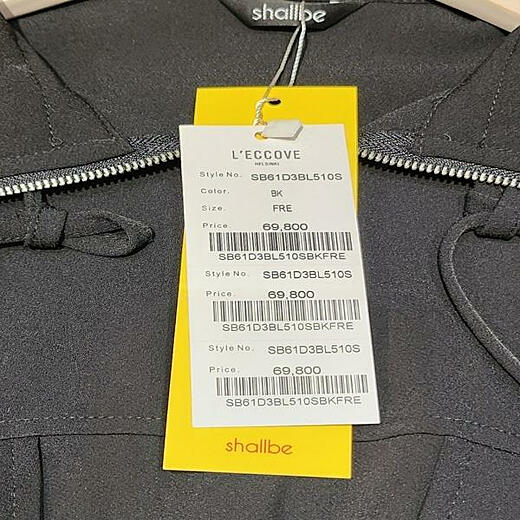 shallbe
L'ECCOVE
HELSINKI
Style No. SB61D3BL510S
Color. BK
Size. FRE
Price. 69,800
SB61D3BL510SBKFRE
Style No. SB61D3BL510S
Price. 69,800
SB61D3BL510SBKFRE
Style No. SB61D3BL510S
Price. 69,800
SB61D3BL510SBKFRE
shallbe